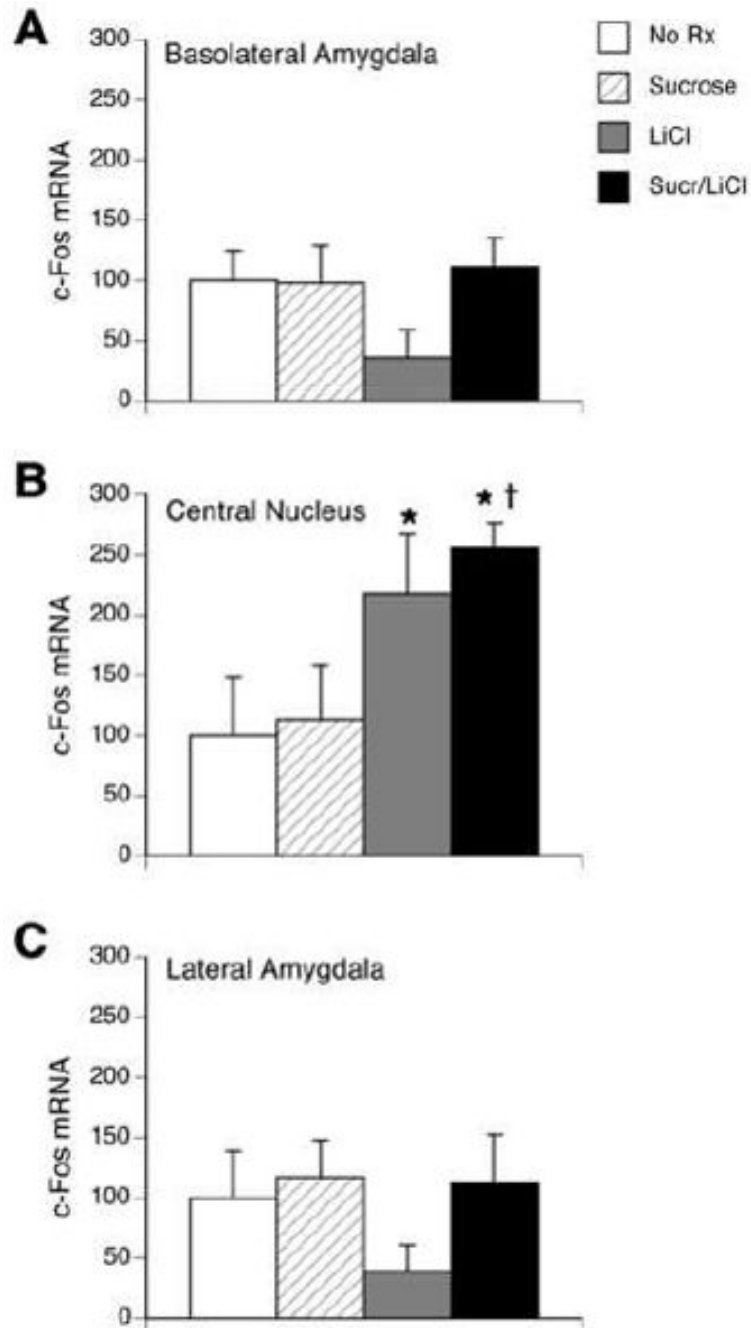 A
Basolateral Amygdala
No Rx
Sucrose
LiCl
Sucr/LiCl
c-Fos mRNA
300
250
200
150
100
50
0
B
Central Nucleus
* * †
c-Fos mRNA
300
250
200
150
100
50
0
C
Lateral Amygdala
c-Fos mRNA
300
250
200
150
100
50
0